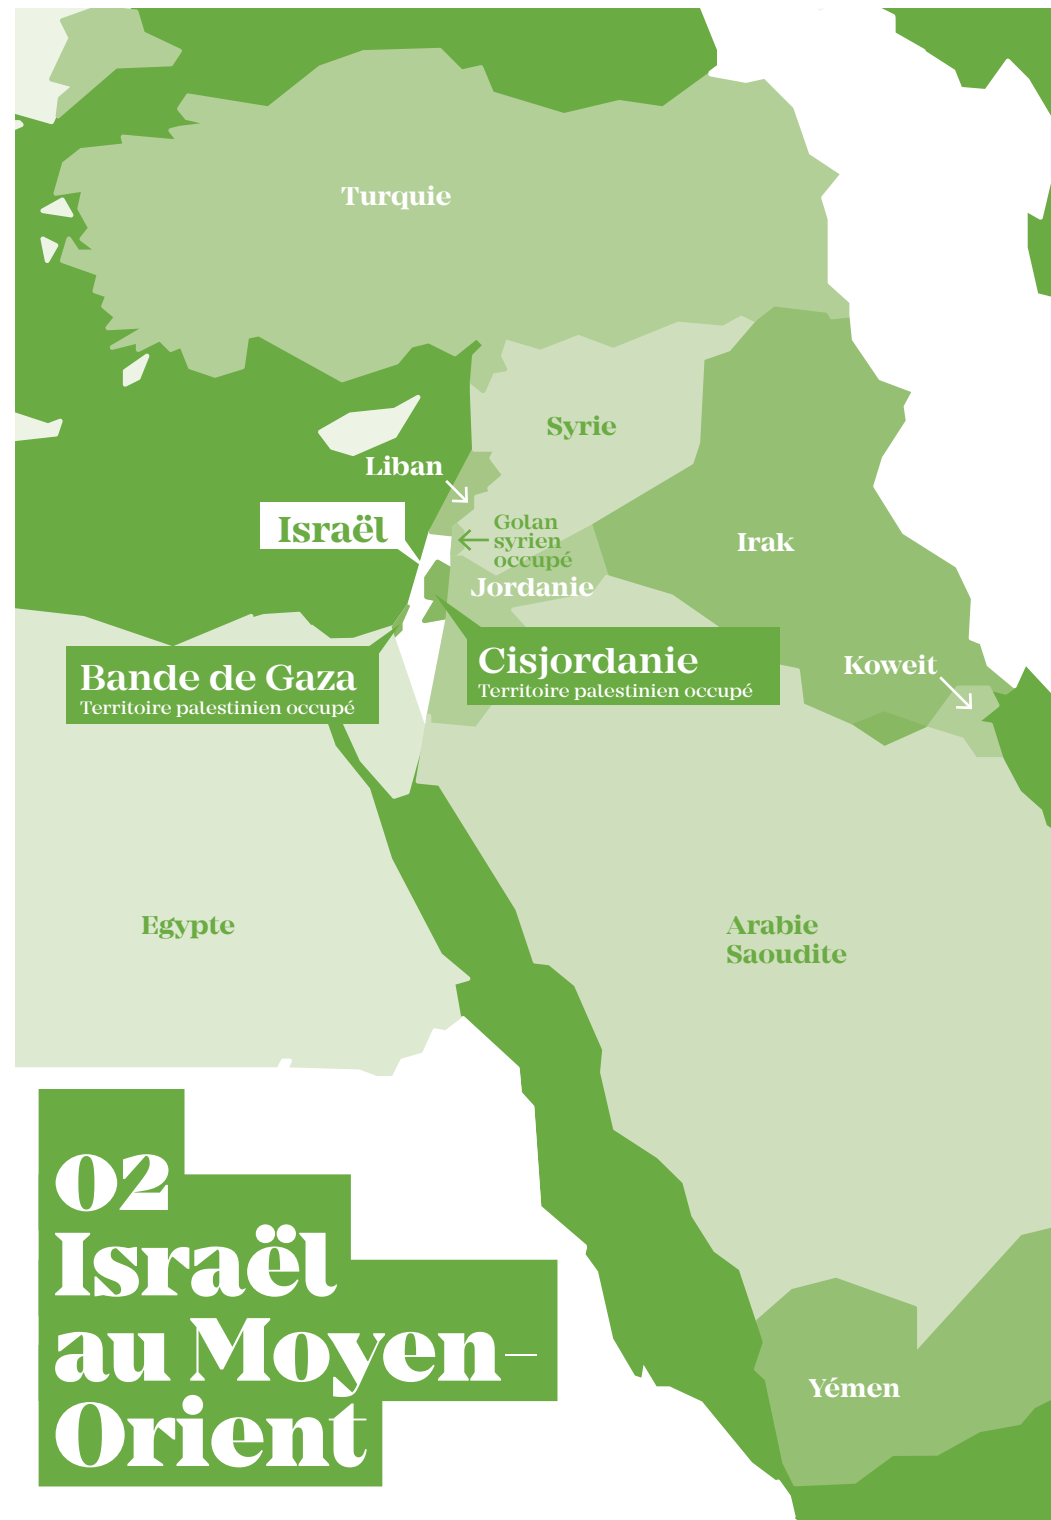 Turquie
Syrie
Liban
Israël
Golan
syrien
occupé
Irak
Jordanie
Cisjordanie
Territoire palestinien occupé
Bande de Gaza
Territoire palestinien occupé
Koweit
Egypte
Arabie
Saoudite
02
Israël
au Moyen–
Orient
Yémen